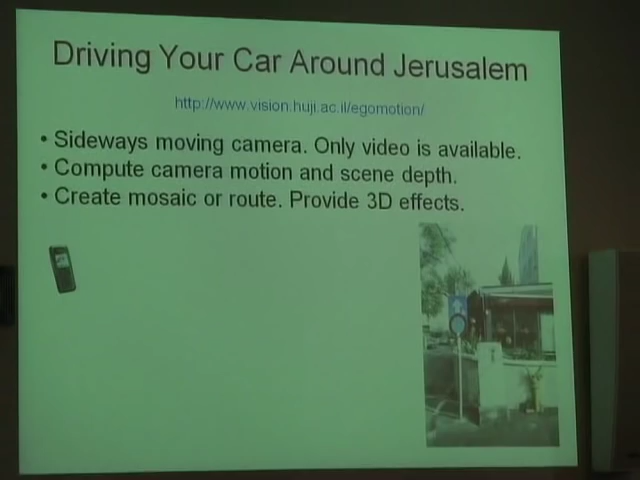 Driving Your Car Around Jerusalem
http://www.vision.huji.ac.il/egomotion/
• Sideways moving camera. Only video is available.
• Compute camera motion and scene depth.
• Create mosaic or route. Provide 3D effects.